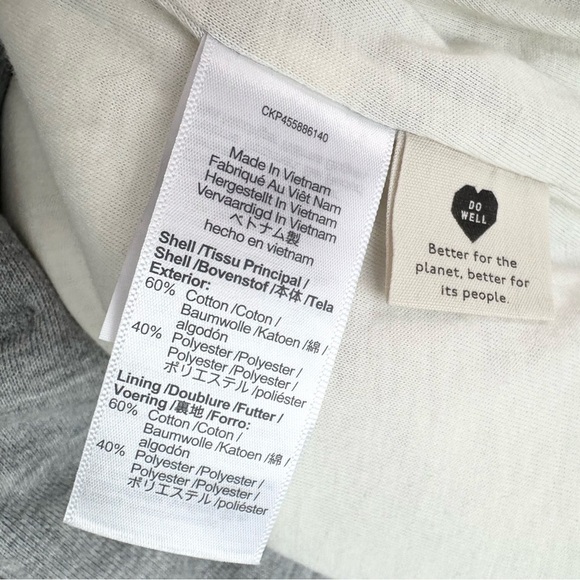 CKP455886140
Made In Vietnam
Fabriqué Au Viêt Nam
Hergestellt In Vietnam
Vervaardigd In Vietnam
ベトナム製
hecho en vietnam
Shell /Tissu Principal /
Shell /Bovenstof /本体 /Tela
Exterior:
60% Cotton /Coton /
Baumwolle /Katoen /綿 /
algodón
40% Polyester /Polyester /
Polyester /Polyester /
ポリエステル /poliéster
Lining /Doublure /Futter /
Voering /裏地 /Forro:
60% Cotton /Coton /
Baumwolle /Katoen /綿 /
algodón
40% Polyester /Polyester /
Polyester /Polyester /
ポリエステル /poliéster
DO
WELL
Better for the
planet, better for
its people.